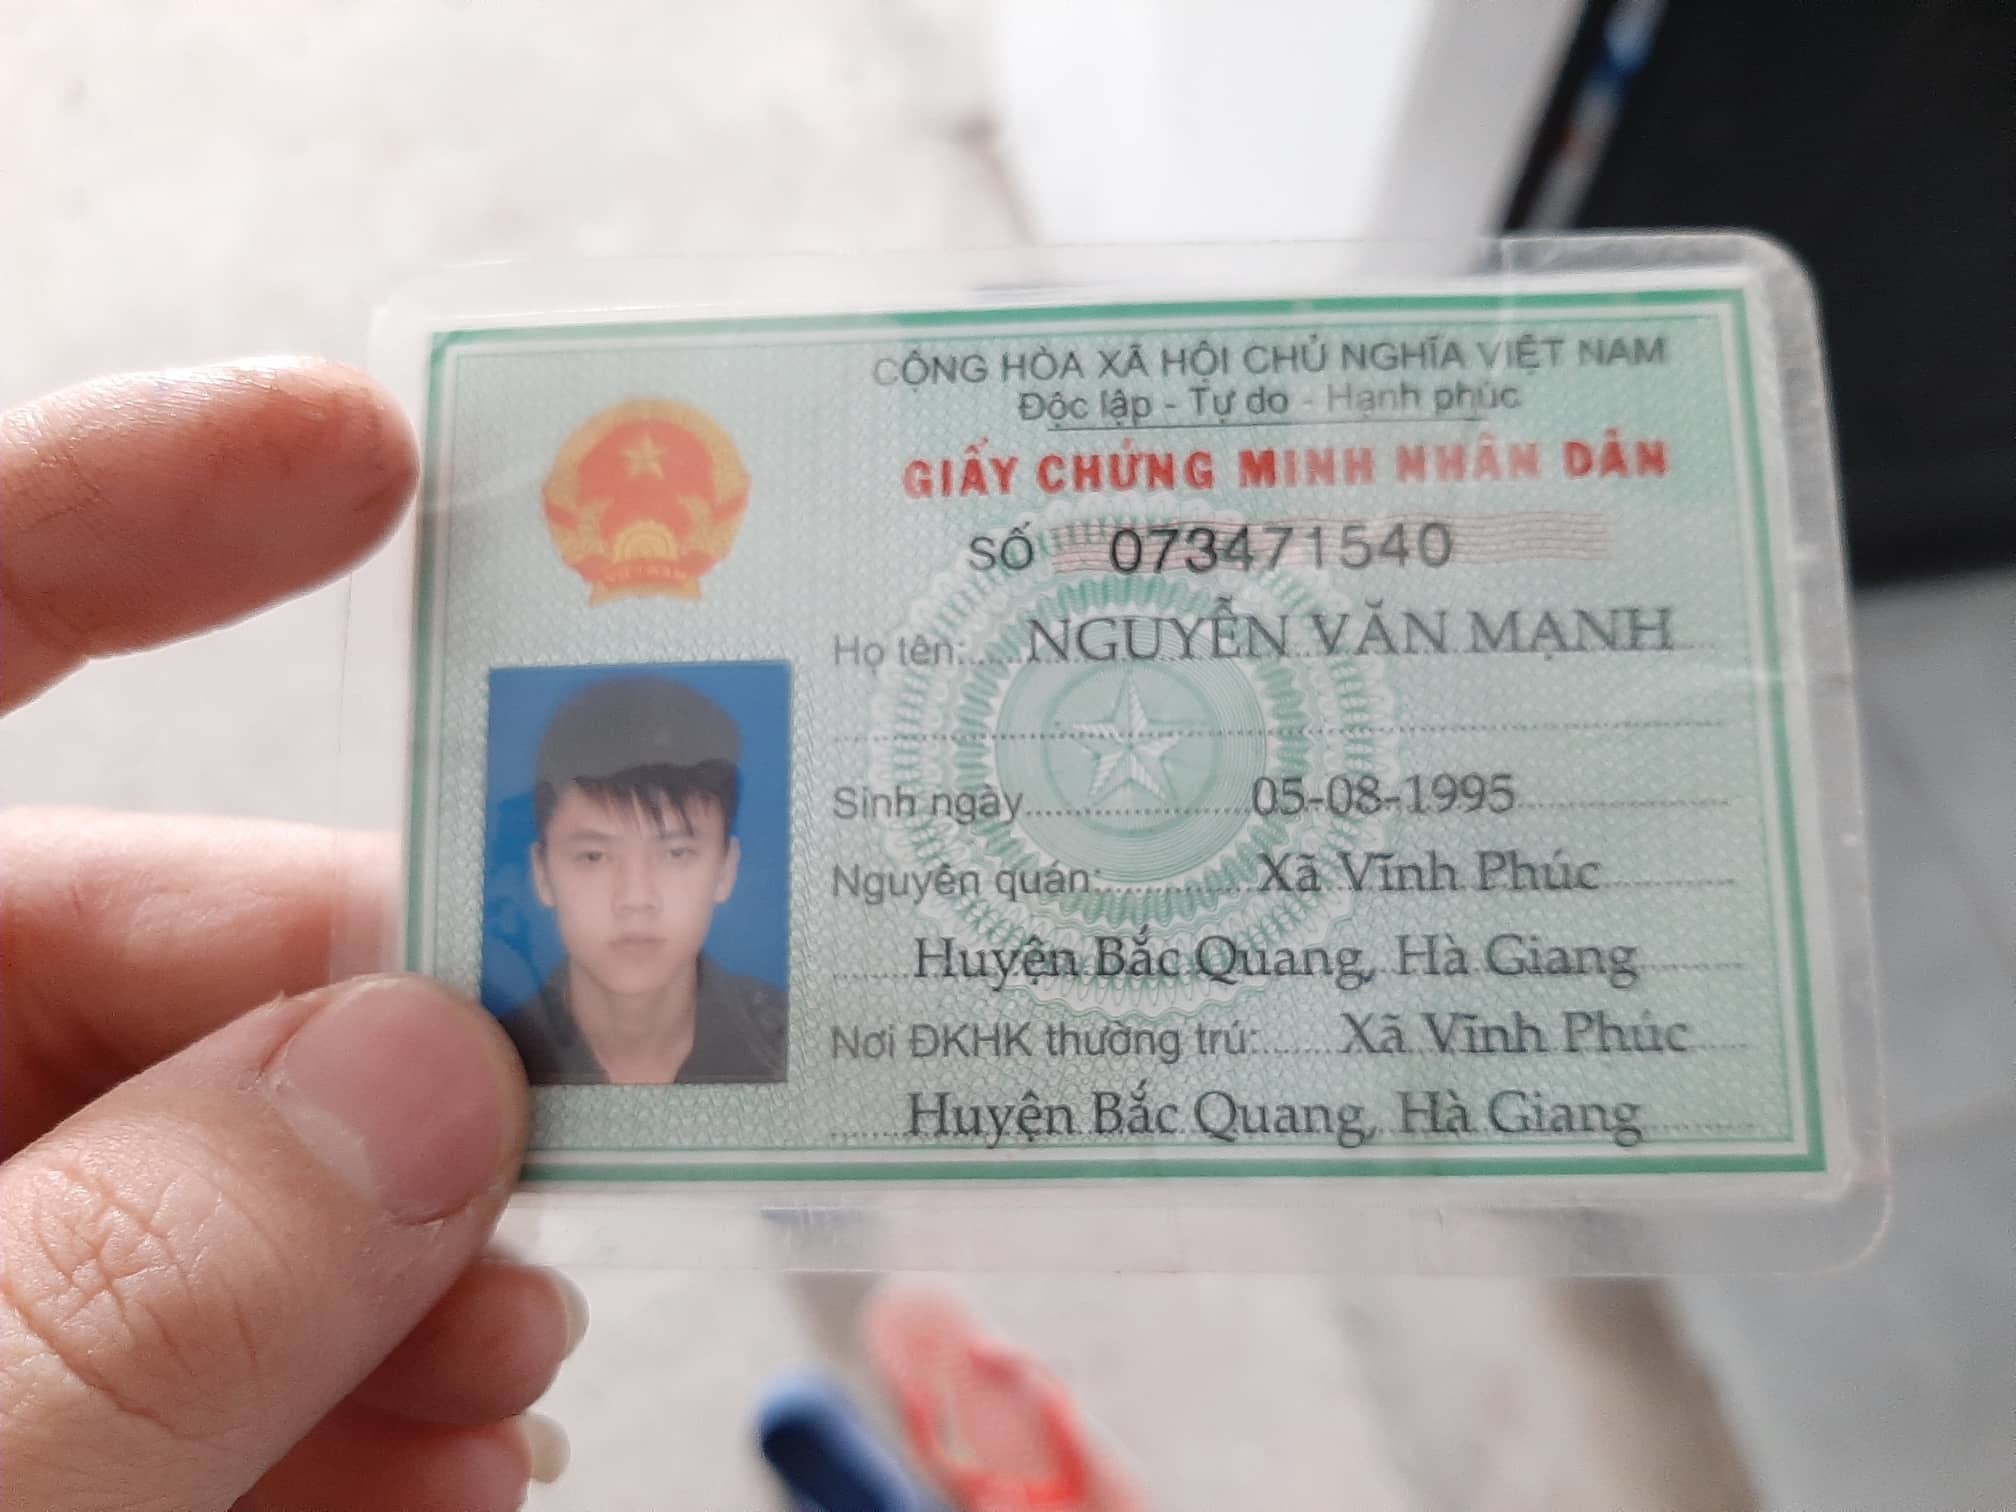 CỘNG HÒA XÃ HỘI CHỦ NGHĨA VIỆT NAM
Độc lập - Tự do - Hạnh phúc
GIẤY CHỨNG MINH NHÂN DÂN
SỐ 073471540
Họ tên: NGUYỄN VĂN MẠNH
Sinh ngày 05-08-1995
Nguyên quán: Xã Vĩnh Phúc
Huyện Bắc Quang, Hà Giang
Nơi ĐKHK thường trú: Xã Vĩnh Phúc
Huyện Bắc Quang, Hà Giang